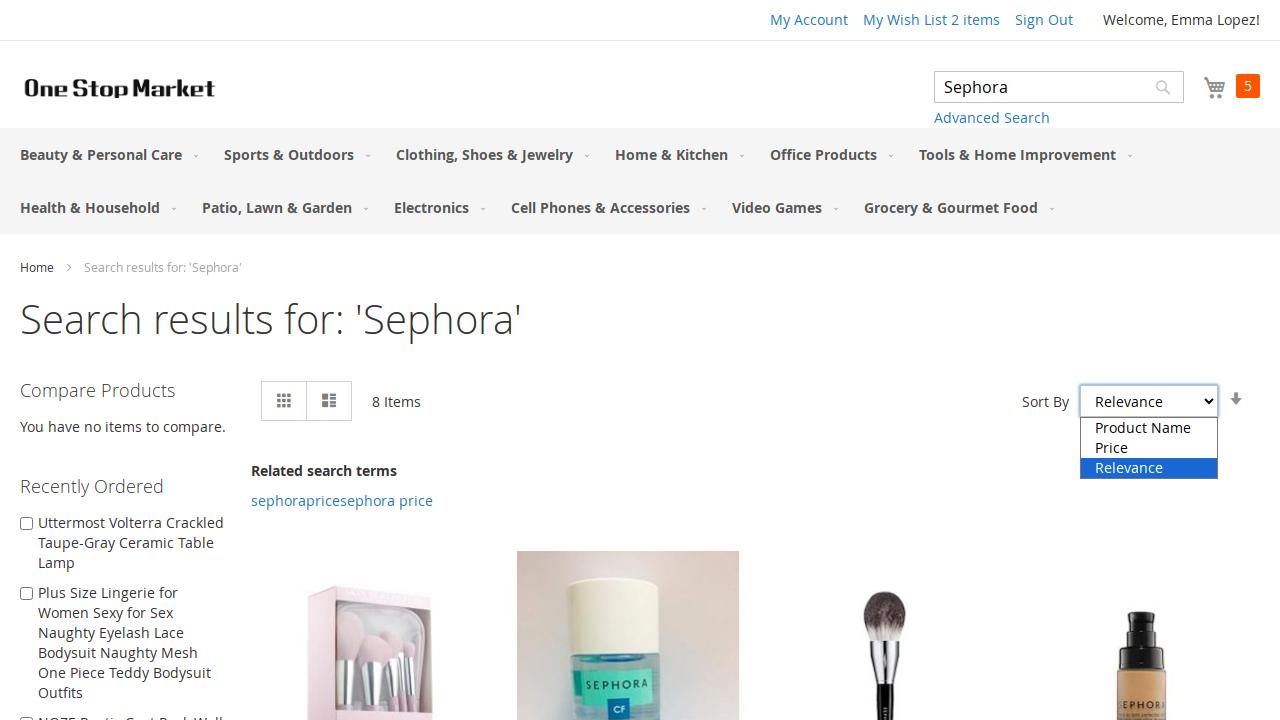 My Account
My Wish List 2 items
Sign Out
Welcome, Emma Lopez!
One Stop Market
Sephora
5
Advanced Search
Beauty & Personal Care
Sports & Outdoors
Clothing, Shoes & Jewelry
Home & Kitchen
Office Products
Tools & Home Improvement
Health & Household
Patio, Lawn & Garden
Electronics
Cell Phones & Accessories
Video Games
Grocery & Gourmet Food
Home
Search results for: 'Sephora'
Search results for: 'Sephora'
Compare Products
You have no items to compare.
Recently Ordered
Uttermost Volterra Crackled
Taupe-Gray Ceramic Table
Lamp
Plus Size Lingerie for
Women Sexy for Sex
Naughty Eyelash Lace
Bodysuit Naughty Mesh
One Piece Teddy Bodysuit
Outfits
8 Items
Sort By
Relevance
Product Name
Price
Relevance
Related search terms
sephorapricesephora price
SEPHORA
CF
SEPHORA